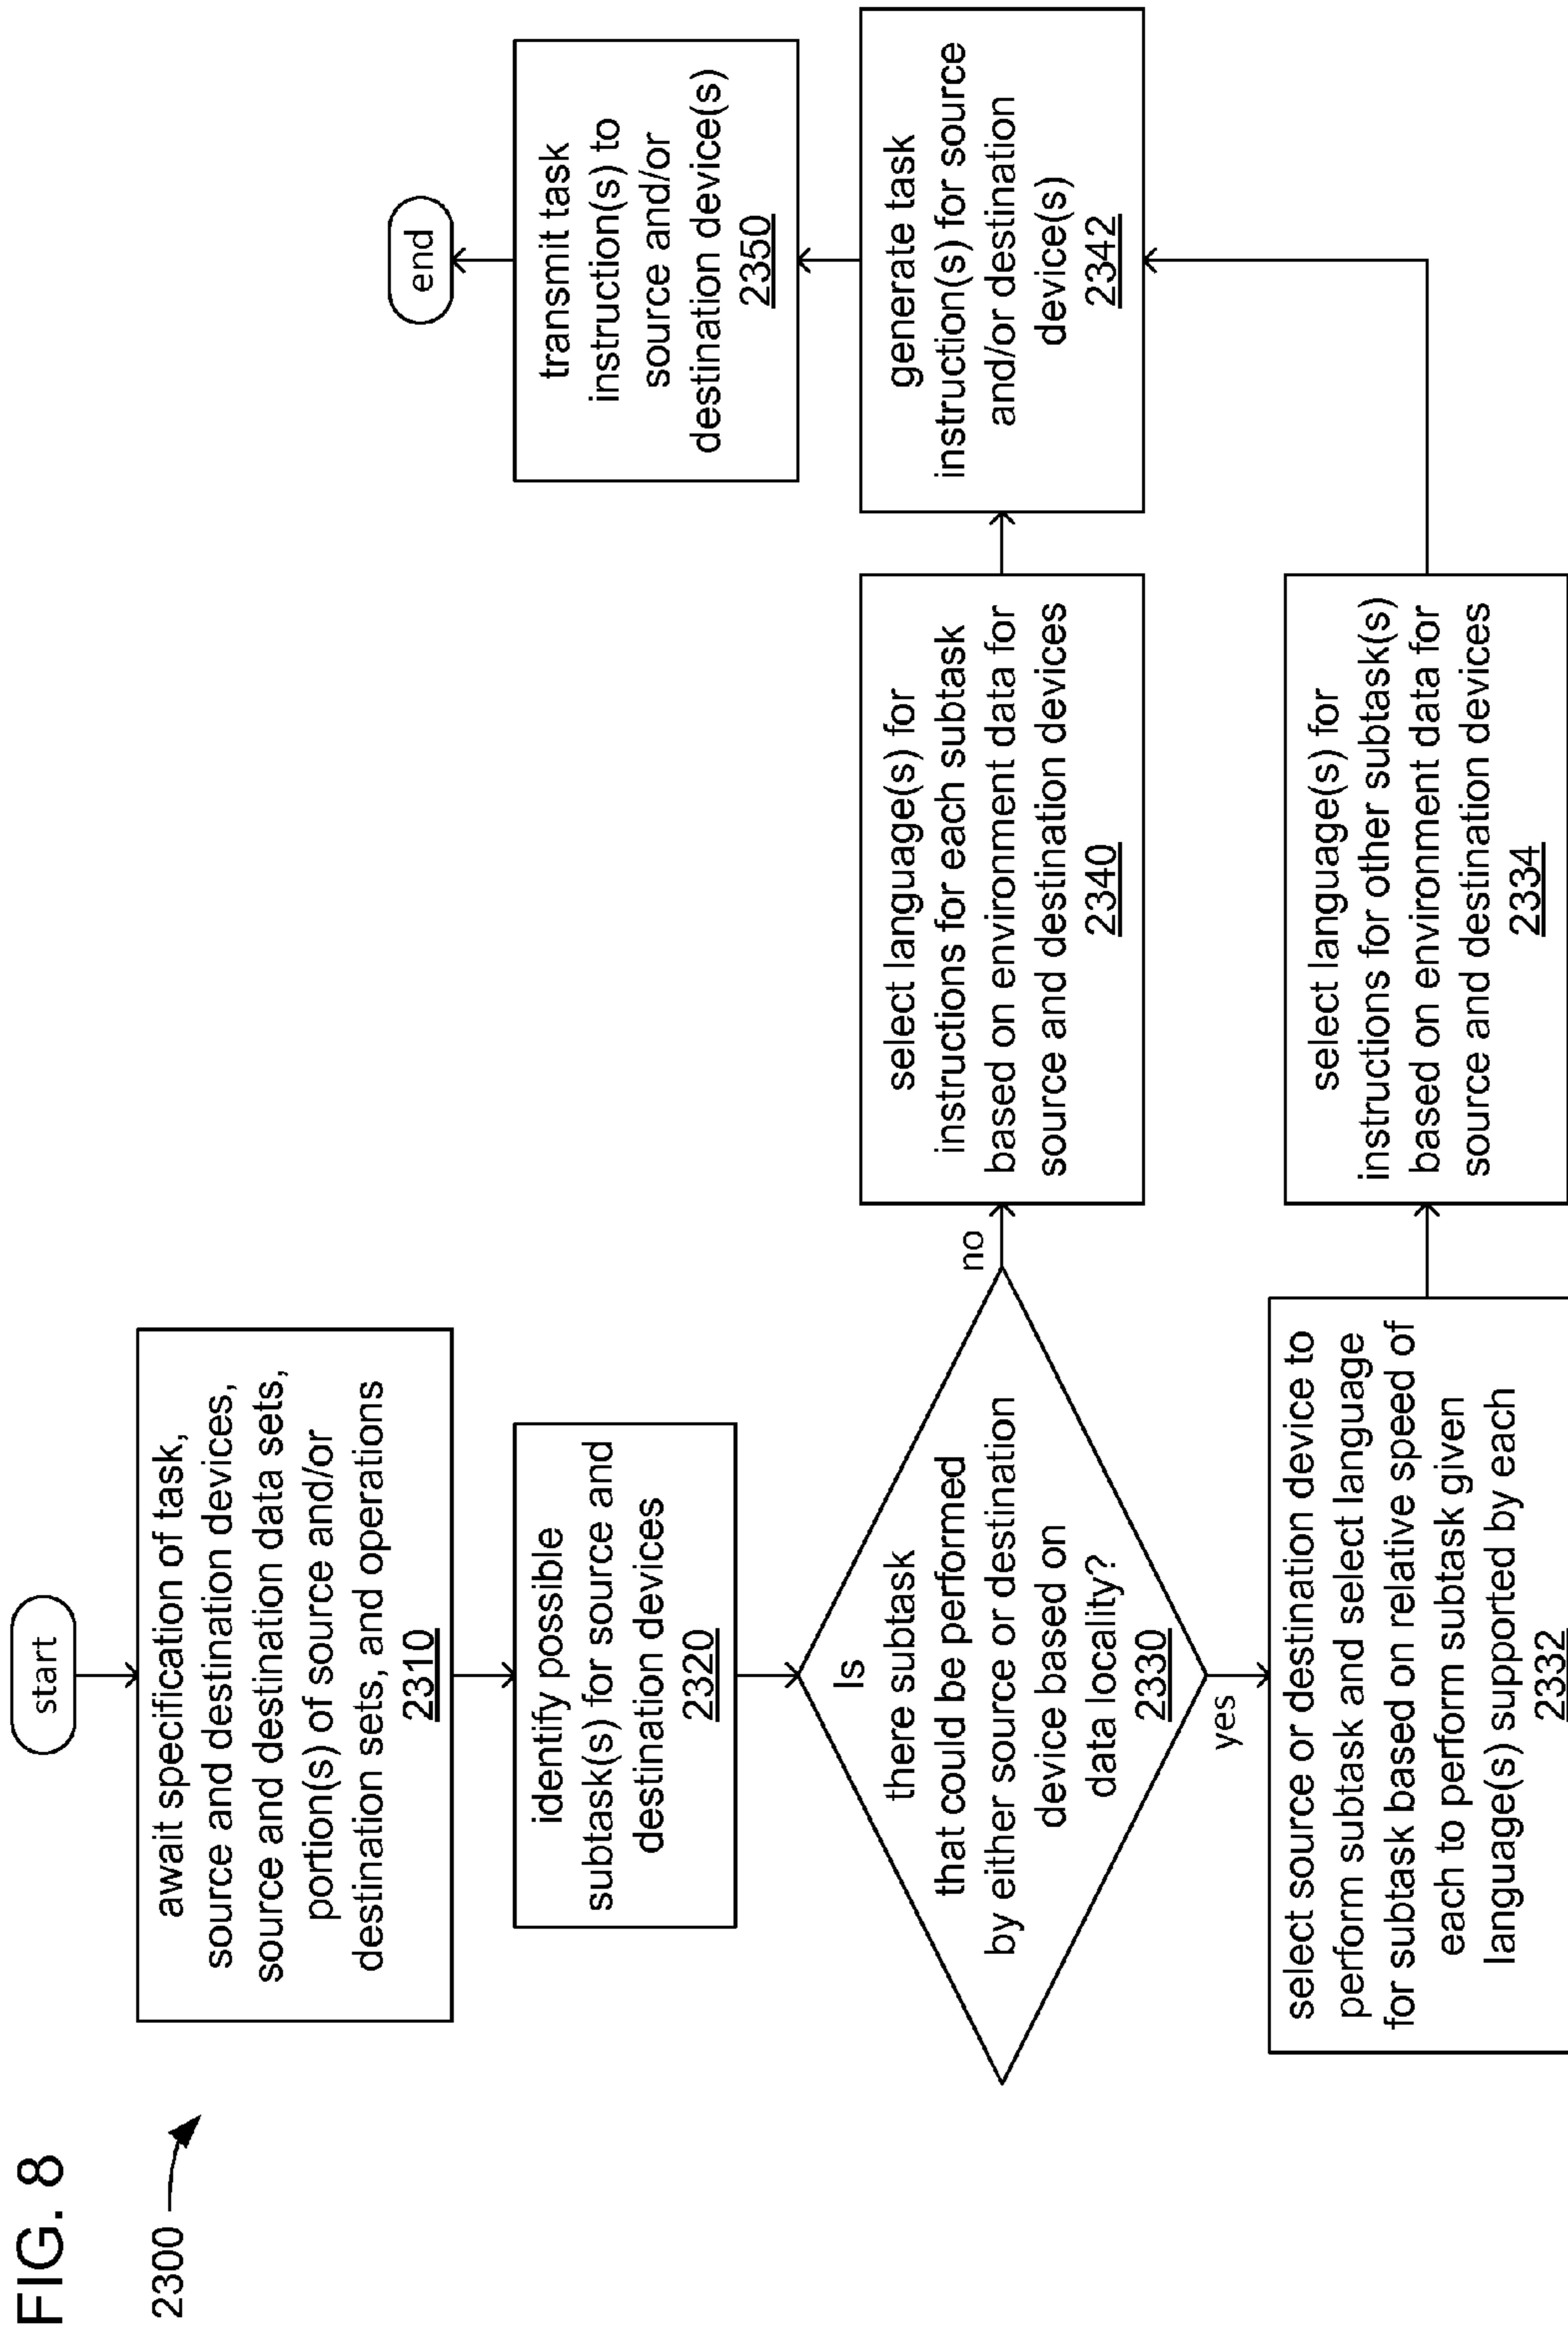 FIG. 8
2300
start
await specification of task,
source and destination devices,
source and destination data sets,
portion(s) of source and/or
destination sets, and operations
2310
identify possible
subtask(s) for source and
destination devices
2320
Is
there subtask
that could be performed
by either source or destination
device based on
data locality?
2330
no
yes
select source or destination device to
perform subtask and select language
for subtask based on relative speed of
each to perform subtask given
language(s) supported by each
2332
select language(s) for
instructions for other subtask(s)
based on environment data for
source and destination devices
2334
select language(s) for
instructions for each subtask
based on environment data for
source and destination devices
2340
generate task
instruction(s) for source
and/or destination
device(s)
2342
transmit task
instruction(s) to
source and/or
destination device(s)
2350
end